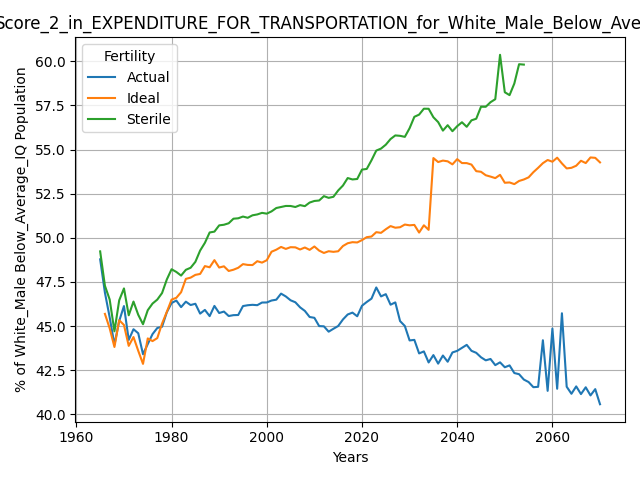 Score_2_in_EXPENDITURE_FOR_TRANSPORTATION_for_White_Male_Below_Ave
Fertility
Actual
Ideal
Sterile
% of White_Male Below_Average_IQ Population
60.0
57.5
55.0
52.5
50.0
47.5
45.0
42.5
40.0
1960
1980
2000
2020
2040
2060
Years